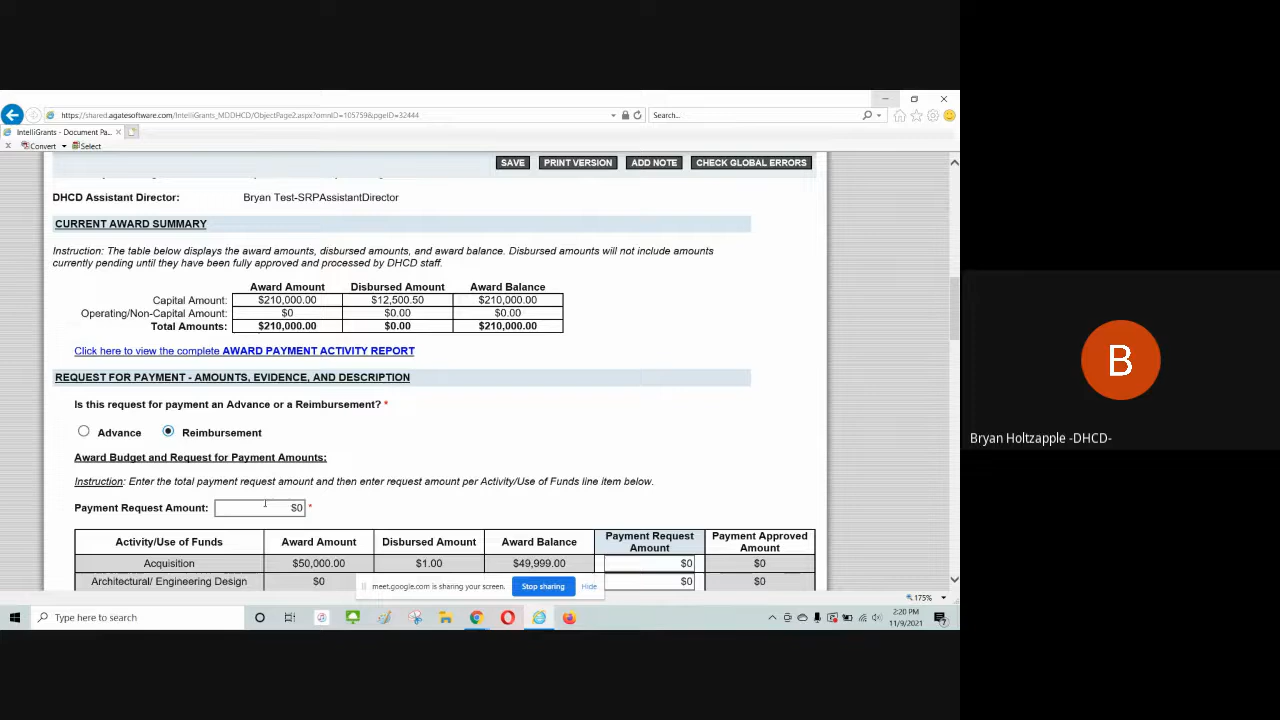 https://shared.agatesoftware.com/IntelliGrants_MDDHCD/ObjectPage2.aspx?omnID=105759&pgeID=32444
Search...
IntelliGrants - Document Pa...
Convert
Select
SAVE
PRINT VERSION
ADD NOTE
CHECK GLOBAL ERRORS
DHCD Assistant Director: Bryan Test-SRPAssistantDirector
CURRENT AWARD SUMMARY
Instruction: The table below displays the award amounts, disbursed amounts, and award balance. Disbursed amounts will not include amounts
currently pending until they have been fully approved and processed by DHCD staff.
Award Amount Disbursed Amount Award Balance
Capital Amount: $210,000.00 $12,500.50 $210,000.00
Operating/Non-Capital Amount: $0 $0.00 $0.00
Total Amounts: $210,000.00 $0.00 $210,000.00
Click here to view the complete AWARD PAYMENT ACTIVITY REPORT
REQUEST FOR PAYMENT - AMOUNTS, EVIDENCE, AND DESCRIPTION
Is this request for payment an Advance or a Reimbursement? *
Advance Reimbursement
Award Budget and Request for Payment Amounts:
Instruction: Enter the total payment request amount and then enter request amount per Activity/Use of Funds line item below.
Payment Request Amount: $0 *
Activity/Use of Funds Award Amount Disbursed Amount Award Balance Payment Request Amount Payment Approved Amount
Acquisition $50,000.00 $1.00 $49,999.00 $0 $0
Architectural/ Engineering Design $0 $0 $0
meet.google.com is sharing your screen. Stop sharing Hide
175%
Type here to search
2:20 PM
11/9/2021
7
B
Bryan Holtzapple -DHCD-